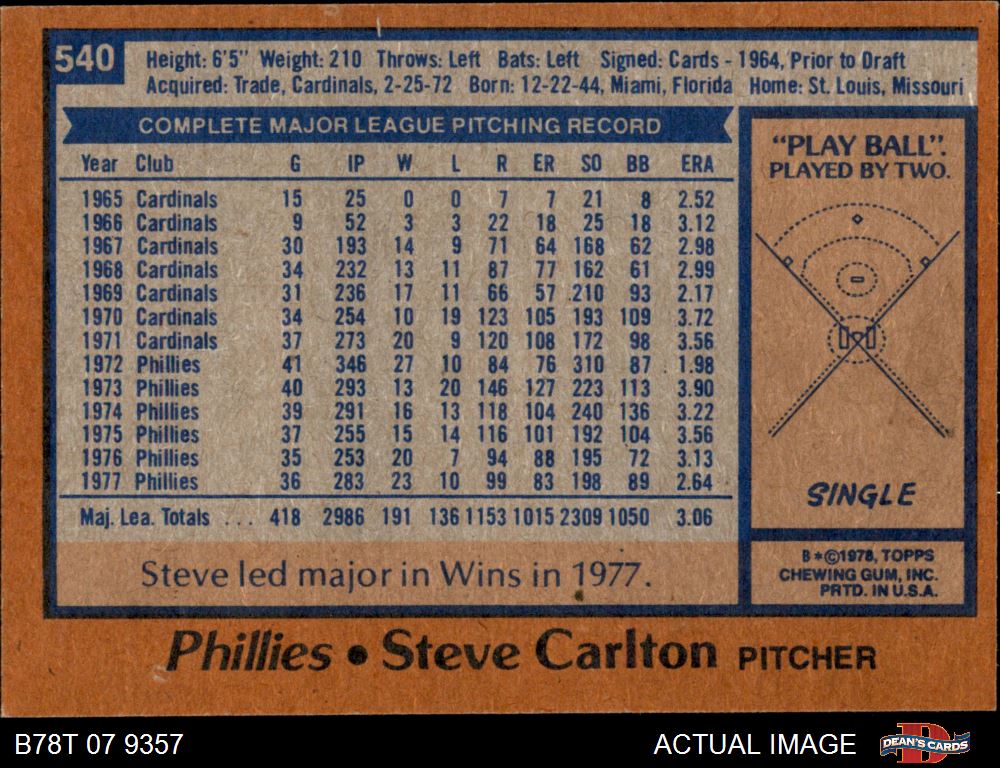 540
Height: 6'5" Weight: 210 Throws: Left Bats: Left Signed: Cards - 1964, Prior to Draft
Acquired: Trade, Cardinals, 2-25-72 Born: 12-22-44, Miami, Florida Home: St. Louis, Missouri
COMPLETE MAJOR LEAGUE PITCHING RECORD
Year Club G IP W L R ER SO BB ERA
1965 Cardinals 15 25 0 0 7 7 21 8 2.52
1966 Cardinals 9 52 3 3 22 18 25 18 3.12
1967 Cardinals 30 193 14 9 71 64 168 62 2.98
1968 Cardinals 34 232 13 11 87 77 162 61 2.99
1969 Cardinals 31 236 17 11 66 57 210 93 2.17
1970 Cardinals 34 254 10 19 123 105 193 109 3.72
1971 Cardinals 37 273 20 9 120 108 172 98 3.56
1972 Phillies 41 346 27 10 84 76 310 87 1.98
1973 Phillies 40 293 13 20 146 127 223 113 3.90
1974 Phillies 39 291 16 13 118 104 240 136 3.22
1975 Phillies 37 255 15 14 116 101 192 104 3.56
1976 Phillies 35 253 20 7 94 88 195 72 3.13
1977 Phillies 36 283 23 10 99 83 198 89 2.64
Maj. Lea. Totals ... 418 2986 191 136 1153 1015 2309 1050 3.06
Steve led major in Wins in 1977.
"PLAY BALL".
PLAYED BY TWO.
SINGLE
B*©1978, TOPPS
CHEWING GUM, INC.
PRTD. IN U.S.A.
Phillies • Steve Carlton PITCHER
B78T 07 9357
ACTUAL IMAGE
D
DEAN'S CARDS